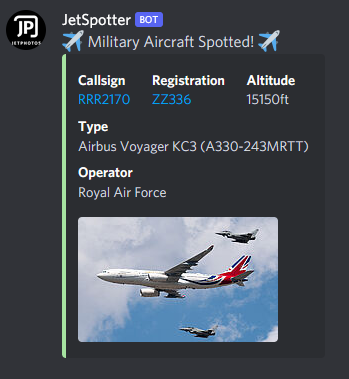 JetSpotter BOT
JP
JETPHOTOS
✈️ Military Aircraft Spotted! ✈️
Callsign Registration Altitude
RRR2170 ZZ336 15150ft
Type
Airbus Voyager KC3 (A330-243MRTT)
Operator
Royal Air Force